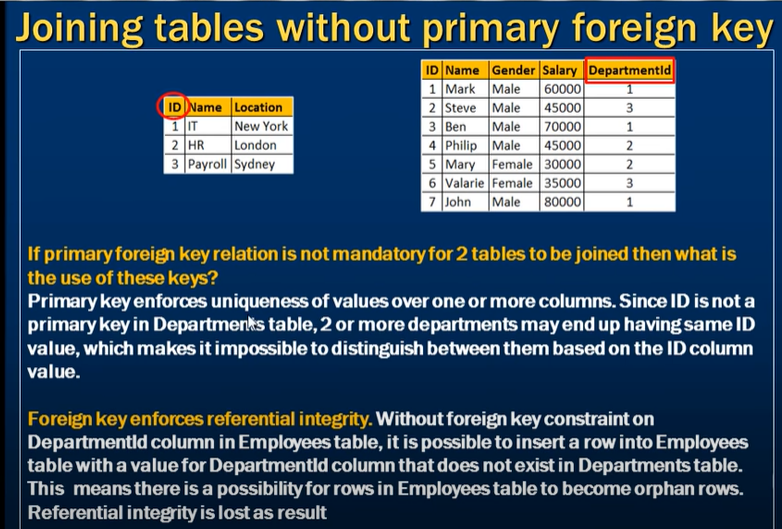 Joining tables without primary foreign key
ID Name Location
1 IT New York
2 HR London
3 Payroll Sydney
ID Name Gender Salary DepartmentId
1 Mark Male 60000 1
2 Steve Male 45000 3
3 Ben Male 70000 1
4 Philip Male 45000 2
5 Mary Female 30000 2
6 Valarie Female 35000 3
7 John Male 80000 1
If primary foreign key relation is not mandatory for 2 tables to be joined then what is
the use of these keys?
Primary key enforces uniqueness of values over one or more columns. Since ID is not a
primary key in Departments table, 2 or more departments may end up having same ID
value, which makes it impossible to distinguish between them based on the ID column
value.
Foreign key enforces referential integrity. Without foreign key constraint on
DepartmentId column in Employees table, it is possible to insert a row into Employees
table with a value for DepartmentId column that does not exist in Departments table.
This means there is a possibility for rows in Employees table to become orphan rows.
Referential integrity is lost as result